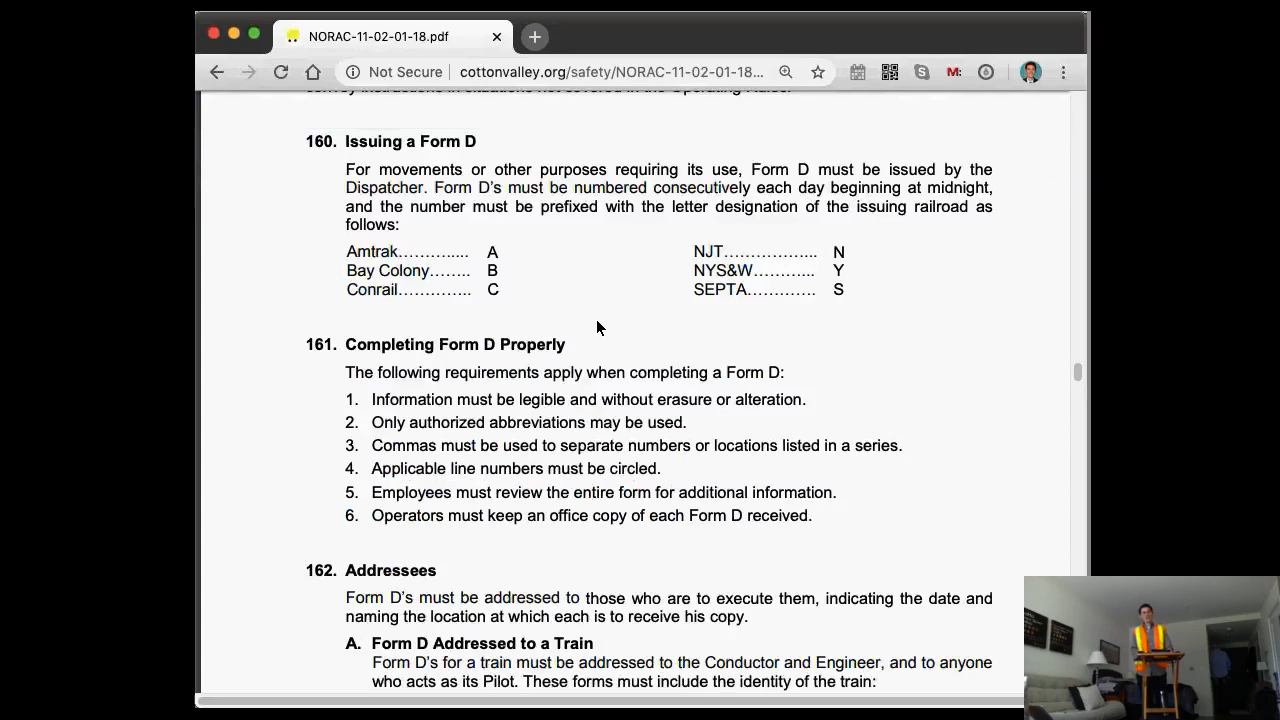 NORAC-11-02-01-18.pdf
Not Secure
cottonvalley.org/safety/NORAC-11-02-01-18...
M:
convey instructions in situations not covered in the Operating Rules.
160. Issuing a Form D
For movements or other purposes requiring its use, Form D must be issued by the
Dispatcher. Form D's must be numbered consecutively each day beginning at midnight,
and the number must be prefixed with the letter designation of the issuing railroad as
follows:
Amtrak............... A NJT.................. N
Bay Colony........ B NYS&W............ Y
Conrail.............. C SEPTA............. S
161. Completing Form D Properly
The following requirements apply when completing a Form D:
1. Information must be legible and without erasure or alteration.
2. Only authorized abbreviations may be used.
3. Commas must be used to separate numbers or locations listed in a series.
4. Applicable line numbers must be circled.
5. Employees must review the entire form for additional information.
6. Operators must keep an office copy of each Form D received.
162. Addressees
Form D's must be addressed to those who are to execute them, indicating the date and
naming the location at which each is to receive his copy.
A. Form D Addressed to a Train
Form D's for a train must be addressed to the Conductor and Engineer, and to anyone
who acts as its Pilot. These forms must include the identity of the train: